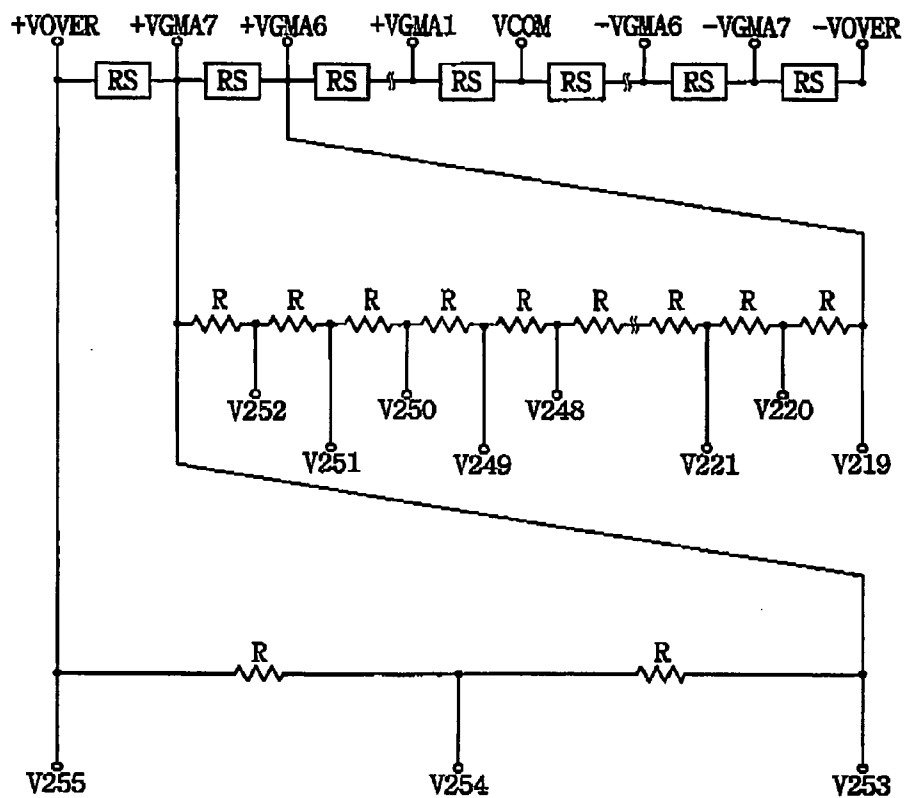 +VOVER +VGMA7 +VGMA6 +VGMA1 VCOM -VGMA6 -VGMA7 -VOVER
RS RS RS RS RS RS RS
R R R R R R R R R
V252 V250 V248 V220
V251 V249 V221 V219
R R
V255 V254 V253